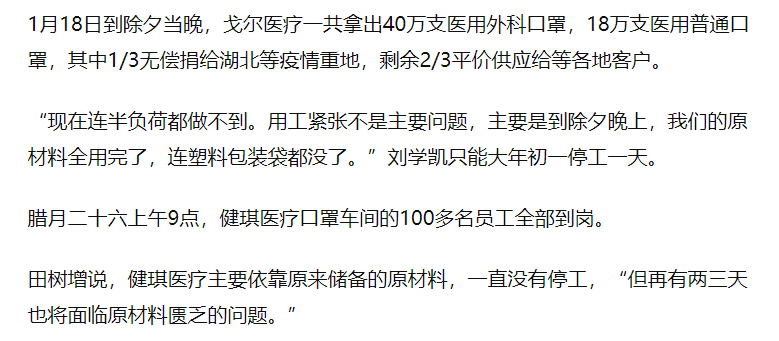 1月18日到除夕当晚，戈尔医疗一共拿出40万支医用外科口罩，18万支医用普通口
罩，其中1/3无偿捐给湖北等疫情重地，剩余2/3平价供应给等各地客户。
“现在连半负荷都做不到。用工紧张不是主要问题，主要是到除夕晚上，我们的原
材料全用完了，连塑料包装袋都没了。”刘学凯只能大年初一停工一天。
腊月二十六上午9点，健琪医疗口罩车间的100多名员工全部到岗。
田树增说，健琪医疗主要依靠原来储备的原材料，一直没有停工，“但再有两三天
也将面临原材料匮乏的问题。”